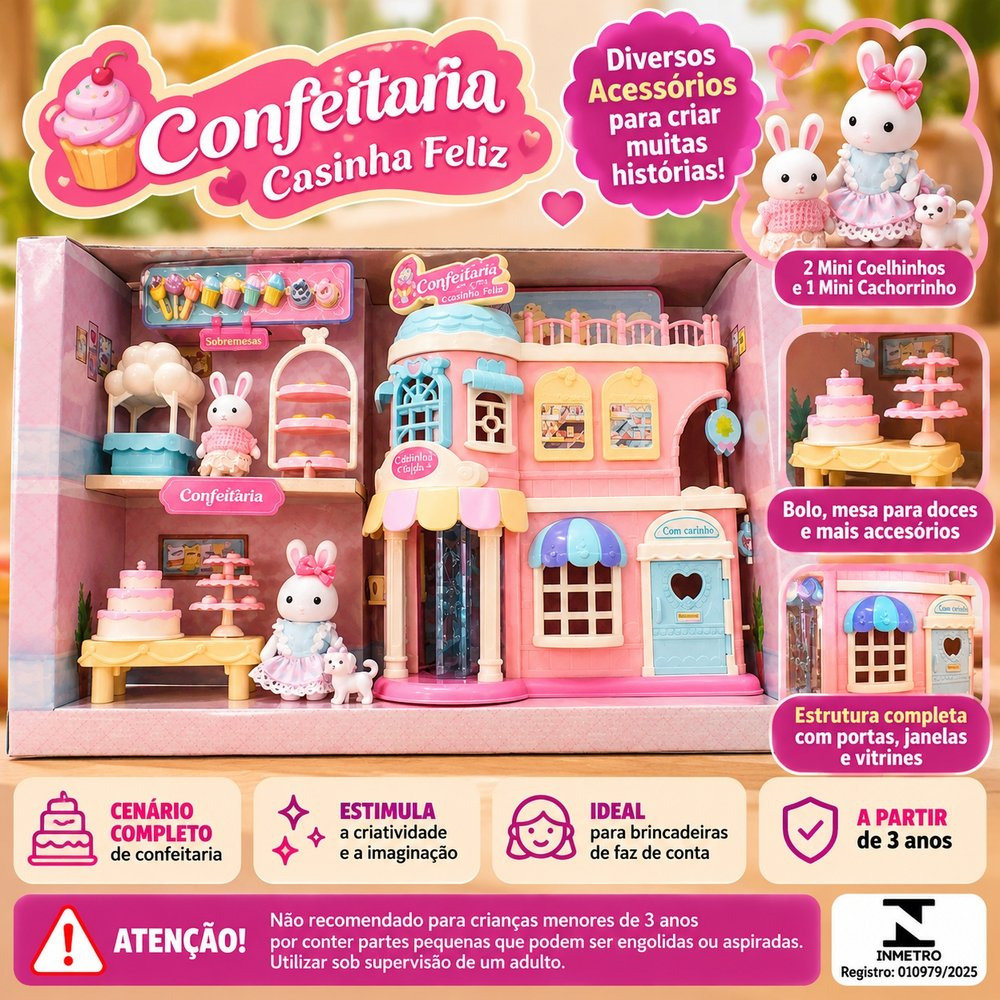 Confeitaria
Casinha Feliz
Diversos
Acessórios
para criar
muitas
histórias!
2 Mini Coelhinhos
e 1 Mini Cachorrinho
Sobremesas
Confeitaria
Casinha Feliz
Confeitaria
Com carinho
Bolo, mesa para doces
e mais accesórios
Com carinho
Estrutura completa
com portas, janelas
e vitrines
CENÁRIO
COMPLETO
de confeitaria
ESTIMULA
a criatividade
e a imaginação
IDEAL
para brincadeiras
de faz de conta
A PARTIR
de 3 anos
ATENÇÃO!
Não recomendado para crianças menores de 3 anos
por conter partes pequenas que podem ser engolidas ou aspiradas.
Utilizar sob supervisão de um adulto.
INMETRO
Registro: 010979/2025